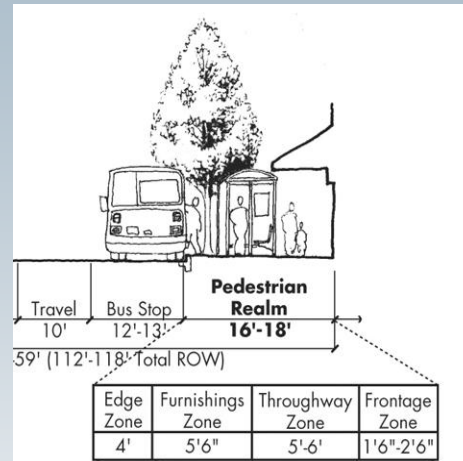 Pedestrian
Realm
16'-18'
Travel
10'
Bus Stop
12'-13'
-59' (112'-118' Total ROW)
Edge Zone
4'
Furnishings Zone
5'6"
Throughway Zone
5'-6'
Frontage Zone
1'6"-2'6"